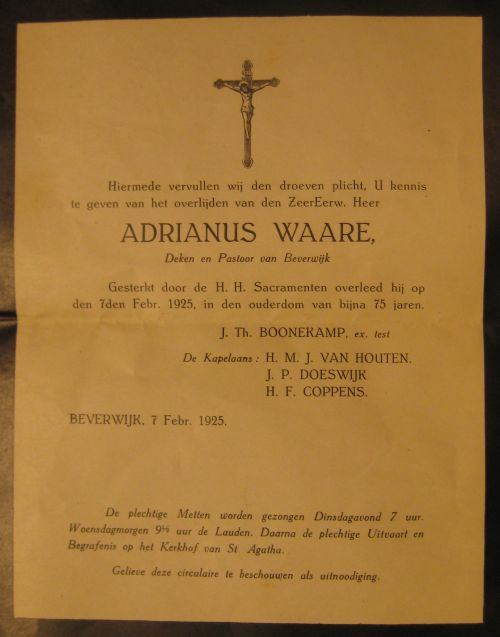 Hiermede vervullen wij den droeven plicht, U kennis
te geven van het overlijden van den ZeerEerw. Heer
ADRIANUS WAARE,
Deken en Pastoor van Beverwijk
Gesterkt door de H. H. Sacramenten overleed hij op
den 7den Febr. 1925, in den ouderdom van bijna 75 jaren.
J. Th. BOONEKAMP, ex. test
De Kapelaans : H. M. J. VAN HOUTEN.
J. P. DOESWIJK
H. F. COPPENS.
BEVERWIJK, 7 Febr. 1925.
De plechtige Metten worden gezongen Dinsdagavond 7 uur.
Woensdagmorgen 9½ uur de Lauden. Daarna de plechtige Uitvaart en
Begrafenis op het Kerkhof van St Agatha.
Gelieve deze circulaire te beschouwen als uitnoodiging.